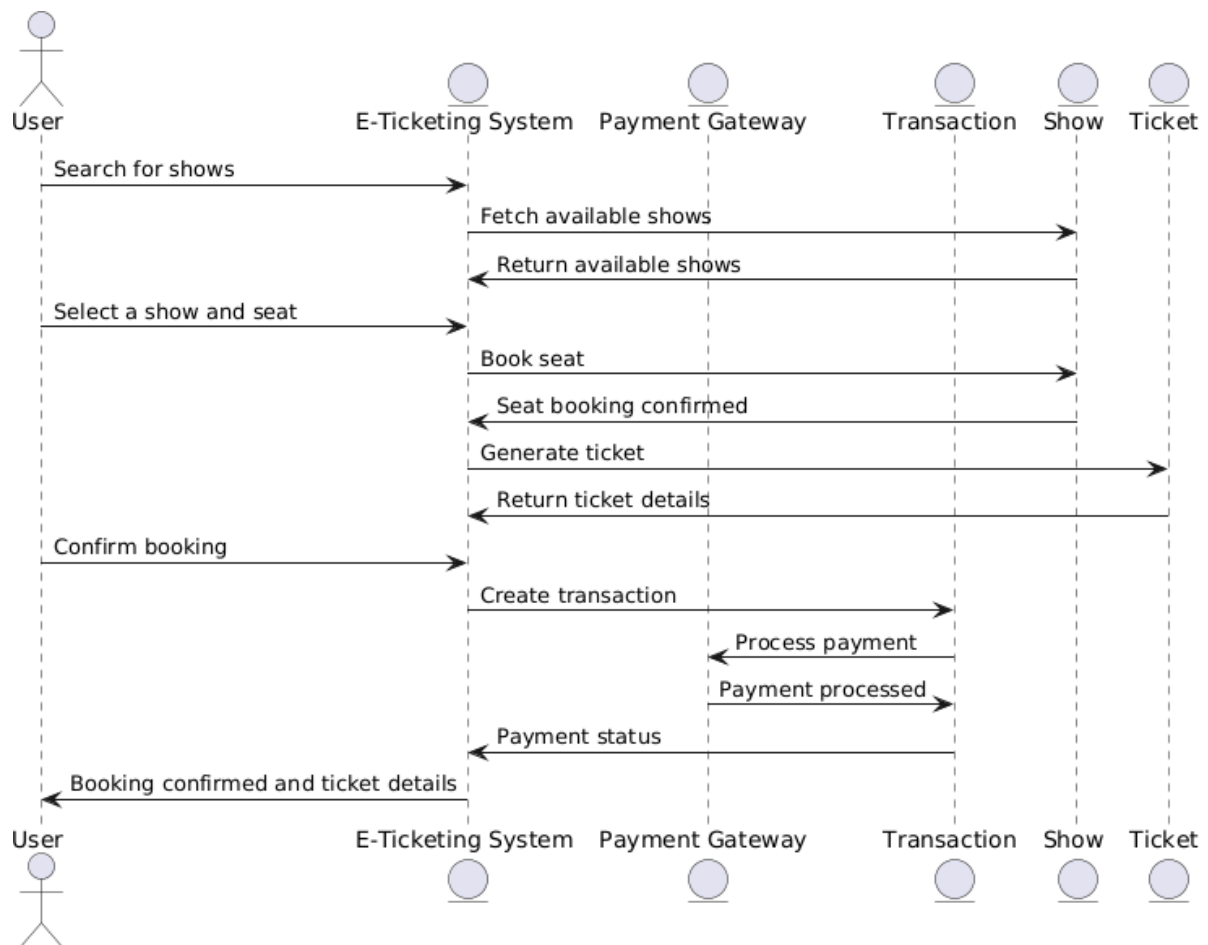 User
E-Ticketing System
Payment Gateway
Transaction
Show
Ticket
Search for shows
Fetch available shows
Return available shows
Select a show and seat
Book seat
Seat booking confirmed
Generate ticket
Return ticket details
Confirm booking
Create transaction
Process payment
Payment processed
Payment status
Booking confirmed and ticket details
User
E-Ticketing System
Payment Gateway
Transaction
Show
Ticket